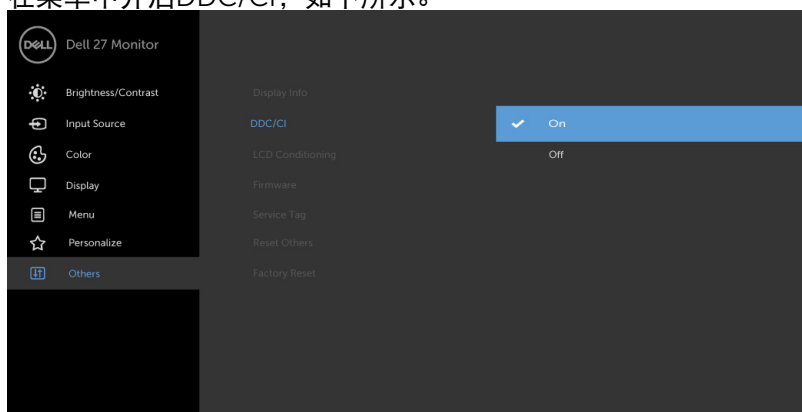 在菜单中开启DDC/CI，如下所示。
DELL Dell 27 Monitor
Brightness/Contrast
Input Source
Color
Display
Menu
Personalize
Others
Display Info
DDC/CI
LCD Conditioning
Firmware
Service Tag
Reset Others
Factory Reset
On
Off